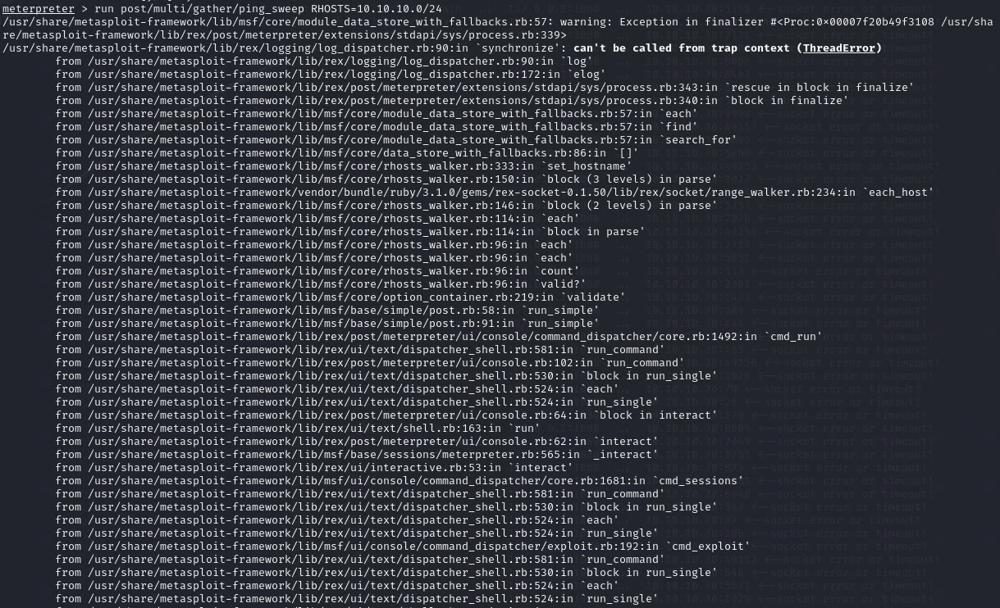 meterpreter > run post/multi/gather/ping_sweep RHOSTS=10.10.10.0/24
/usr/share/metasploit-framework/lib/msf/core/module_data_store_with_fallbacks.rb:57: warning: Exception in finalizer #<Proc:0×00007f20b49f3108 /usr/sha
re/metasploit-framework/lib/rex/post/meterpreter/extensions/stdapi/sys/process.rb:339>
/usr/share/metasploit-framework/lib/rex/logging/log_dispatcher.rb:90:in `synchronize': can't be called from trap context (ThreadError)
from /usr/share/metasploit-framework/lib/rex/logging/log_dispatcher.rb:90:in `log'
from /usr/share/metasploit-framework/lib/rex/logging/log_dispatcher.rb:172:in `elog'
from /usr/share/metasploit-framework/lib/rex/post/meterpreter/extensions/stdapi/sys/process.rb:343:in `rescue in block in finalize'
from /usr/share/metasploit-framework/lib/rex/post/meterpreter/extensions/stdapi/sys/process.rb:340:in `block in finalize'
from /usr/share/metasploit-framework/lib/msf/core/module_data_store_with_fallbacks.rb:57:in `each'
from /usr/share/metasploit-framework/lib/msf/core/module_data_store_with_fallbacks.rb:57:in `find'
from /usr/share/metasploit-framework/lib/msf/core/module_data_store_with_fallbacks.rb:57:in `search_for'
from /usr/share/metasploit-framework/lib/msf/core/data_store_with_fallbacks.rb:86:in `[]'
from /usr/share/metasploit-framework/lib/msf/core/rhosts_walker.rb:333:in `set_hostname'
from /usr/share/metasploit-framework/lib/msf/core/rhosts_walker.rb:150:in `block (3 levels) in parse'
from /usr/share/metasploit-framework/vendor/bundle/ruby/3.1.0/gems/rex-socket-0.1.50/lib/rex/socket/range_walker.rb:234:in `each_host'
from /usr/share/metasploit-framework/lib/msf/core/rhosts_walker.rb:146:in `block (2 levels) in parse'
from /usr/share/metasploit-framework/lib/msf/core/rhosts_walker.rb:114:in `each'
from /usr/share/metasploit-framework/lib/msf/core/rhosts_walker.rb:114:in `block in parse'
from /usr/share/metasploit-framework/lib/msf/core/rhosts_walker.rb:96:in `each'
from /usr/share/metasploit-framework/lib/msf/core/rhosts_walker.rb:96:in `each'
from /usr/share/metasploit-framework/lib/msf/core/rhosts_walker.rb:96:in `count'
from /usr/share/metasploit-framework/lib/msf/core/rhosts_walker.rb:96:in `valid?'
from /usr/share/metasploit-framework/lib/msf/core/option_container.rb:219:in `validate'
from /usr/share/metasploit-framework/lib/msf/base/simple/post.rb:58:in `run_simple'
from /usr/share/metasploit-framework/lib/msf/base/simple/post.rb:91:in `run_simple'
from /usr/share/metasploit-framework/lib/rex/post/meterpreter/ui/console/command_dispatcher/core.rb:1492:in `cmd_run'
from /usr/share/metasploit-framework/lib/rex/ui/text/dispatcher_shell.rb:581:in `run_command'
from /usr/share/metasploit-framework/lib/rex/post/meterpreter/ui/console.rb:102:in `run_command'
from /usr/share/metasploit-framework/lib/rex/ui/text/dispatcher_shell.rb:530:in `block in run_single'
from /usr/share/metasploit-framework/lib/rex/ui/text/dispatcher_shell.rb:524:in `each'
from /usr/share/metasploit-framework/lib/rex/ui/text/dispatcher_shell.rb:524:in `run_single'
from /usr/share/metasploit-framework/lib/rex/post/meterpreter/ui/console.rb:64:in `block in interact'
from /usr/share/metasploit-framework/lib/rex/ui/text/shell.rb:163:in `run'
from /usr/share/metasploit-framework/lib/rex/post/meterpreter/ui/console.rb:62:in `interact'
from /usr/share/metasploit-framework/lib/msf/base/sessions/meterpreter.rb:565:in `_interact'
from /usr/share/metasploit-framework/lib/rex/ui/interactive.rb:53:in `interact'
from /usr/share/metasploit-framework/lib/msf/ui/console/command_dispatcher/core.rb:1681:in `cmd_sessions'
from /usr/share/metasploit-framework/lib/rex/ui/text/dispatcher_shell.rb:581:in `run_command'
from /usr/share/metasploit-framework/lib/rex/ui/text/dispatcher_shell.rb:530:in `block in run_single'
from /usr/share/metasploit-framework/lib/rex/ui/text/dispatcher_shell.rb:524:in `each'
from /usr/share/metasploit-framework/lib/rex/ui/text/dispatcher_shell.rb:524:in `run_single'
from /usr/share/metasploit-framework/lib/msf/ui/console/command_dispatcher/exploit.rb:192:in `cmd_exploit'
from /usr/share/metasploit-framework/lib/rex/ui/text/dispatcher_shell.rb:581:in `run_command'
from /usr/share/metasploit-framework/lib/rex/ui/text/dispatcher_shell.rb:530:in `block in run_single'
from /usr/share/metasploit-framework/lib/rex/ui/text/dispatcher_shell.rb:524:in `each'
from /usr/share/metasploit-framework/lib/rex/ui/text/dispatcher_shell.rb:524:in `run_single'